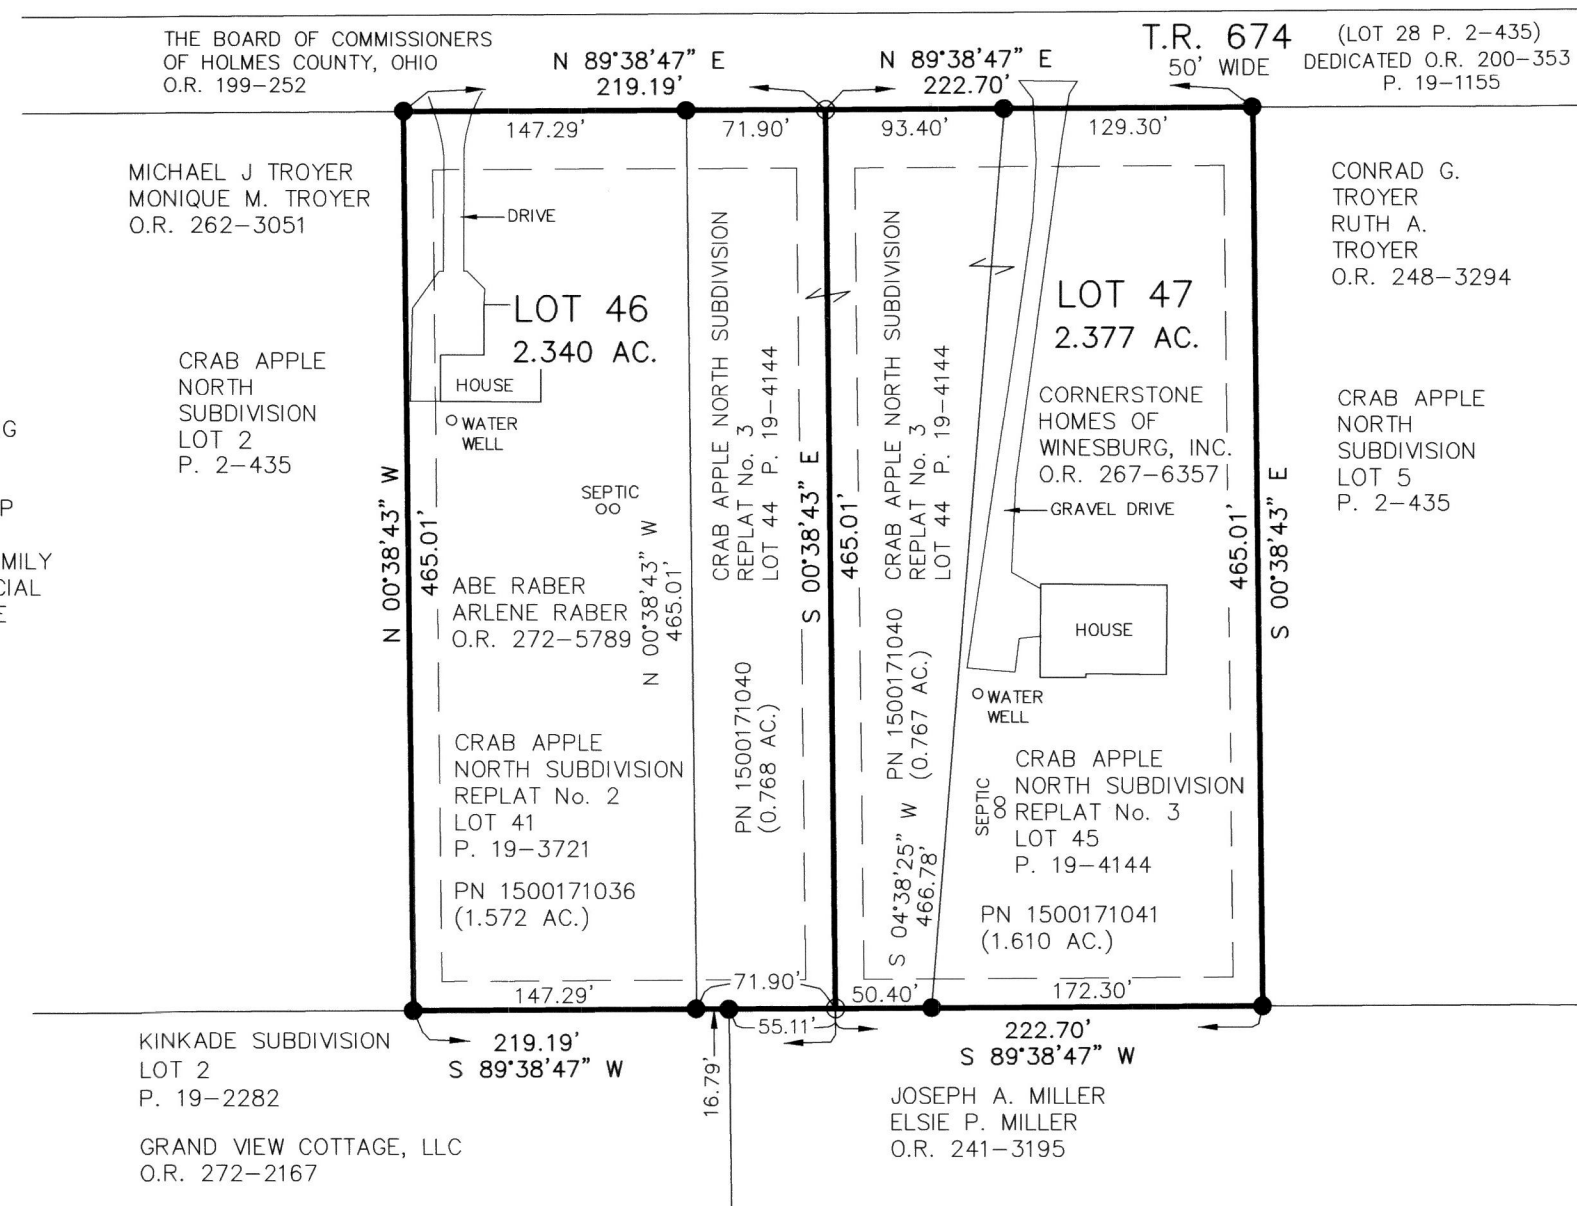 THE BOARD OF COMMISSIONERS
OF HOLMES COUNTY, OHIO
O.R. 199-252
N 89°38'47" E
219.19'
N 89°38'47" E
222.70'
T.R. 674
50' WIDE
(LOT 28 P. 2-435)
DEDICATED O.R. 200-353
P. 19-1155
147.29'
71.90'
93.40'
129.30'
MICHAEL J TROYER
MONIQUE M. TROYER
O.R. 262-3051
DRIVE
CONRAD G.
TROYER
RUTH A.
TROYER
O.R. 248-3294
LOT 46
2.340 AC.
LOT 47
2.377 AC.
CRAB APPLE
NORTH
SUBDIVISION
LOT 2
P. 2-435
HOUSE
WATER
WELL
SEPTIC
CRAB APPLE NORTH SUBDIVISION
REPLAT No. 3
LOT 44 P. 19-4144
PN 1500171040
(0.768 AC.)
S 00°38'43" E
465.01'
CRAB APPLE NORTH SUBDIVISION
REPLAT No. 3
LOT 44 P. 19-4144
PN 1500171040
(0.767 AC.)
CORNERSTONE
HOMES OF
WINESBURG, INC.
O.R. 267-6357
GRAVEL DRIVE
CRAB APPLE
NORTH
SUBDIVISION
LOT 5
P. 2-435
G
P
MILY
CIAL
E
N 00°38'43" W
465.01'
ABE RABER
ARLENE RABER
O.R. 272-5789
N 00°38'43" W
465.01'
465.01'
S 00°38'43" E
HOUSE
WATER
WELL
CRAB APPLE
NORTH SUBDIVISION
REPLAT No. 2
LOT 41
P. 19-3721
PN 1500171036
(1.572 AC.)
S 04°38'25" W
466.78'
SEPTIC
CRAB APPLE
NORTH SUBDIVISION
REPLAT No. 3
LOT 45
P. 19-4144
PN 1500171041
(1.610 AC.)
147.29'
71.90'
50.40'
172.30'
55.11'
16.79'
219.19'
S 89°38'47" W
222.70'
S 89°38'47" W
KINKADE SUBDIVISION
LOT 2
P. 19-2282
GRAND VIEW COTTAGE, LLC
O.R. 272-2167
JOSEPH A. MILLER
ELSIE P. MILLER
O.R. 241-3195